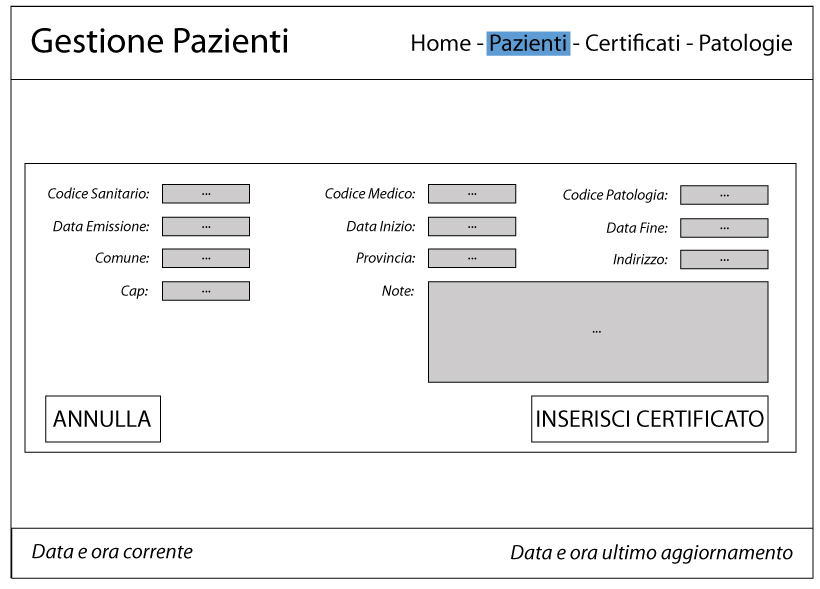 Gestione Pazienti
Home - Pazienti - Certificati - Patologie
Codice Sanitario: ... Codice Medico: ... Codice Patologia: ...
Data Emissione: ... Data Inizio: ... Data Fine: ...
Comune: ... Provincia: ... Indirizzo: ...
Cap: ... Note: ...
ANNULLA INSERISCI CERTIFICATO
Data e ora corrente Data e ora ultimo aggiornamento